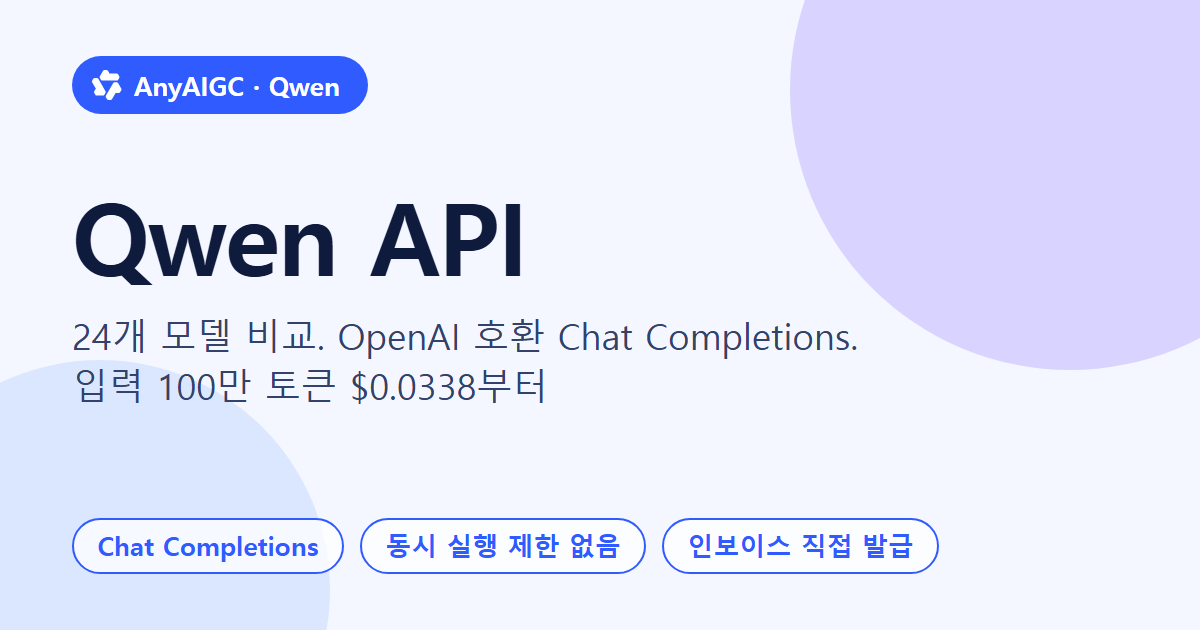 AnyAIGC · Qwen
Qwen API
24개 모델 비교. OpenAI 호환 Chat Completions.
입력 100만 토큰 $0.0338부터
Chat Completions
동시 실행 제한 없음
인보이스 직접 발급